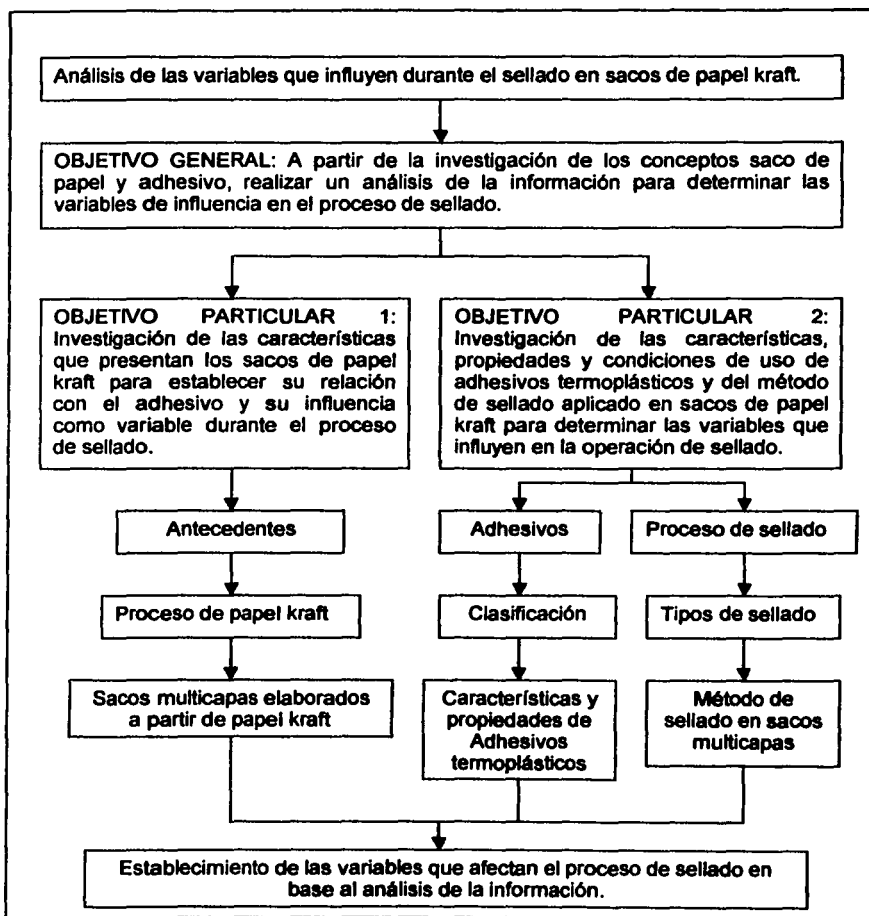 Análisis de las variables que influyen durante el sellado en sacos de papel kraft.
OBJETIVO GENERAL: A partir de la investigación de los conceptos saco de
papel y adhesivo, realizar un análisis de la información para determinar las
variables de influencia en el proceso de sellado.
OBJETIVO PARTICULAR 1:
Investigación de las características
que presentan los sacos de papel
kraft para establecer su relación
con el adhesivo y su influencia
como variable durante el proceso
de sellado.
OBJETIVO PARTICULAR 2:
Investigación de las características,
propiedades y condiciones de uso de
adhesivos termoplásticos y del método
de sellado aplicado en sacos de papel
kraft para determinar las variables que
influyen en la operación de sellado.
Antecedentes
Adhesivos
Proceso de sellado
Proceso de papel kraft
Clasificación
Tipos de sellado
Sacos multicapas elaborados
a partir de papel kraft
Características y
propiedades de
Adhesivos
termoplásticos
Método de
sellado en sacos
multicapas
Establecimiento de las variables que afectan el proceso de sellado en
base al análisis de la información.